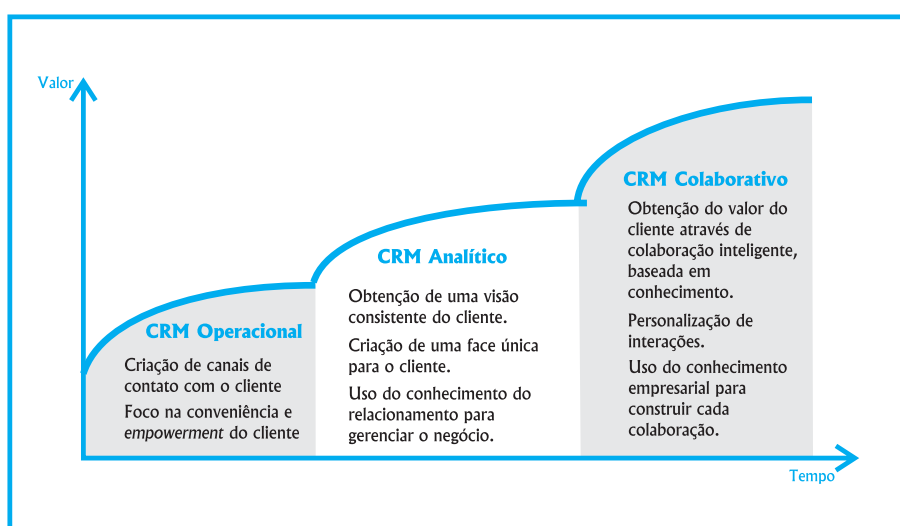 Valor
CRM Operacional
Criação de canais de
contato com o cliente
Foco na conveniência e
empowerment do cliente
CRM Analítico
Obtenção de uma visão
consistente do cliente.
Criação de uma face única
para o cliente.
Uso do conhecimento do
relacionamento para
gerenciar o negócio.
CRM Colaborativo
Obtenção do valor do
cliente através de
colaboração inteligente,
baseada em
conhecimento.
Personalização de
interações.
Uso do conhecimento
empresarial para
construir cada
colaboração.
Tempo